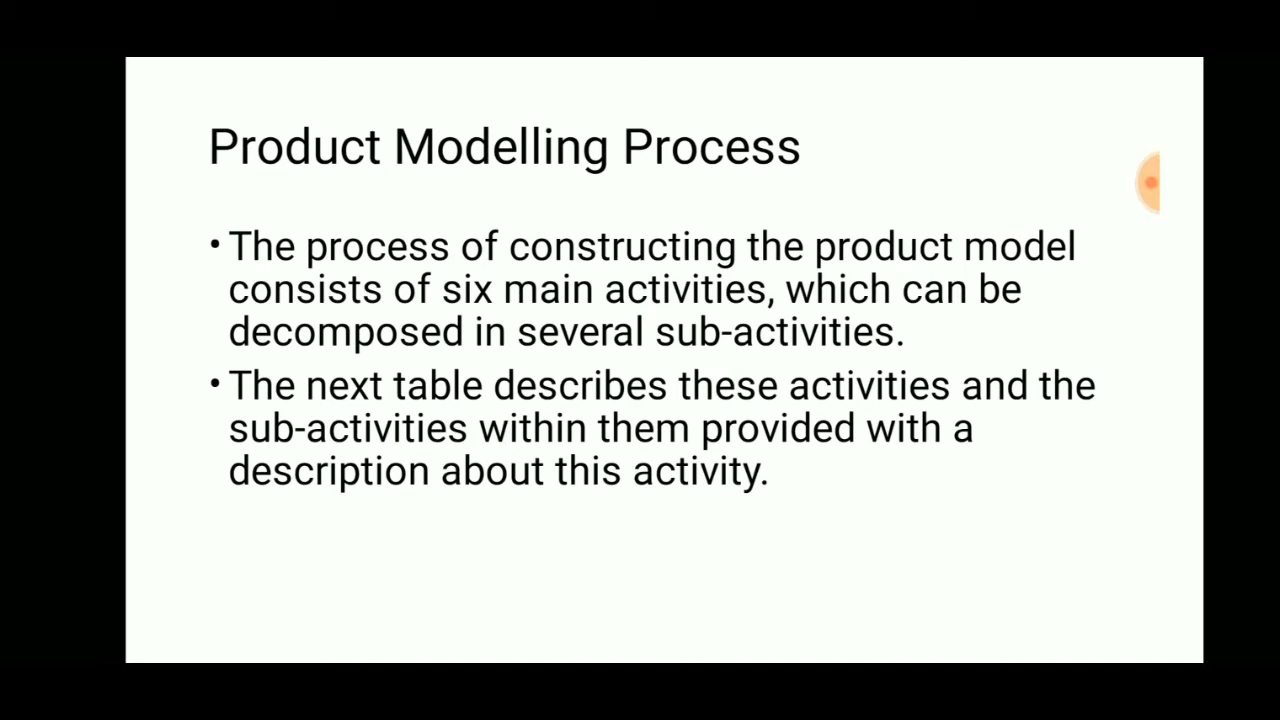 Product Modelling Process
• The process of constructing the product model
consists of six main activities, which can be
decomposed in several sub-activities.
• The next table describes these activities and the
sub-activities within them provided with a
description about this activity.